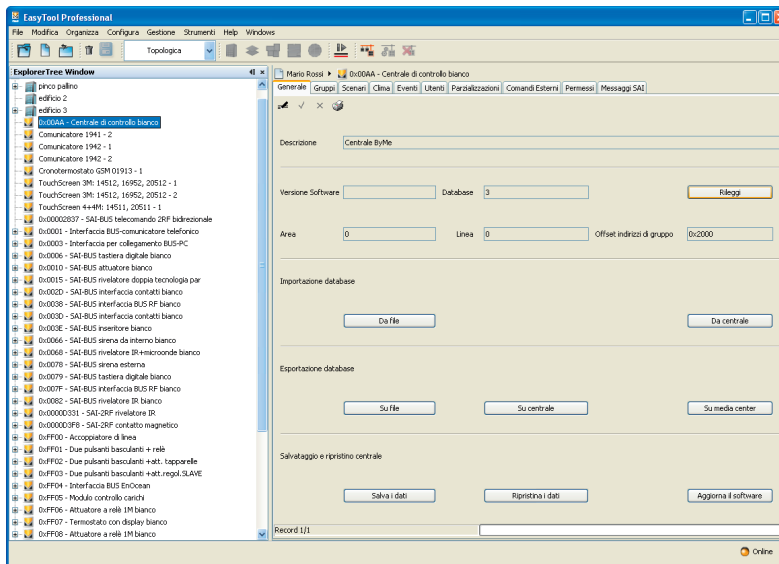 EasyTool Professional
File Modifica Organizza Configura Gestione Strumenti Help Windows
Topologica
ExplorerTree Window
pinco pallino
edificio 2
edificio 3
0x00AA - Centrale di controllo bianco
Comunicatore 1941 - 2
Comunicatore 1942 - 1
Comunicatore 1942 - 2
Cronotermostato GSM 01913 - 1
TouchScreen 3M: 14512, 16952, 20512 - 1
TouchScreen 3M: 14512, 16952, 20512 - 2
TouchScreen 4+4M: 14511, 20511 - 1
0x00002837 - SAI-BUS telecomando 2RF bidirezionale
0x0001 - Interfaccia BUS-comunicatore telefonico
0x0003 - Interfaccia per collegamento BUS-PC
0x0006 - SAI-BUS tastiera digitale bianco
0x0010 - SAI-BUS attuatore bianco
0x0015 - SAI-BUS rivelatore doppia tecnologia par
0x002D - SAI-BUS interfaccia contatti bianco
0x0038 - SAI-BUS interfaccia BUS RF bianco
0x003D - SAI-BUS interfaccia contatti bianco
0x003E - SAI-BUS inseritore bianco
0x0066 - SAI-BUS sirena da interno bianco
0x0068 - SAI-BUS rivelatore IR+microonde bianco
0x0078 - SAI-BUS sirena esterna
0x0079 - SAI-BUS tastiera digitale bianco
0x007F - SAI-BUS interfaccia BUS RF bianco
0x0082 - SAI-BUS rivelatore IR bianco
0x0000D331 - SAI-2RF rivelatore IR
0x0000D3F8 - SAI-2RF contatto magnetico
0xFF00 - Accoppiatore di linea
0xFF01 - Due pulsanti basculanti + relè
0xFF02 - Due pulsanti basculanti +att. tapparelle
0xFF03 - Due pulsanti basculanti +att.regol.SLAVE
0xFF04 - Interfaccia BUS EnOcean
0xFF05 - Modulo controllo carichi
0xFF06 - Attuatore a relè 1M bianco
0xFF07 - Termostato con display bianco
0xFF08 - Attuatore a relè 1M bianco
Mario Rossi 0x00AA - Centrale di controllo bianco
Generale Gruppi Scenari Clima Eventi Utenti Parzializzazioni Comandi Esterni Permessi Messaggi SAI
Descrizione Centrale ByMe
Versione Software Database 3 Rileggi
Area 0 Linea 0 Offset indirizzi di gruppo 0x2000
Importazione database
Da file Da centrale
Esportazione database
Su file Su centrale Su media center
Salvataggio e ripristino centrale
Salva i dati Ripristina i dati Aggiorna il software
Record 1/1
Online